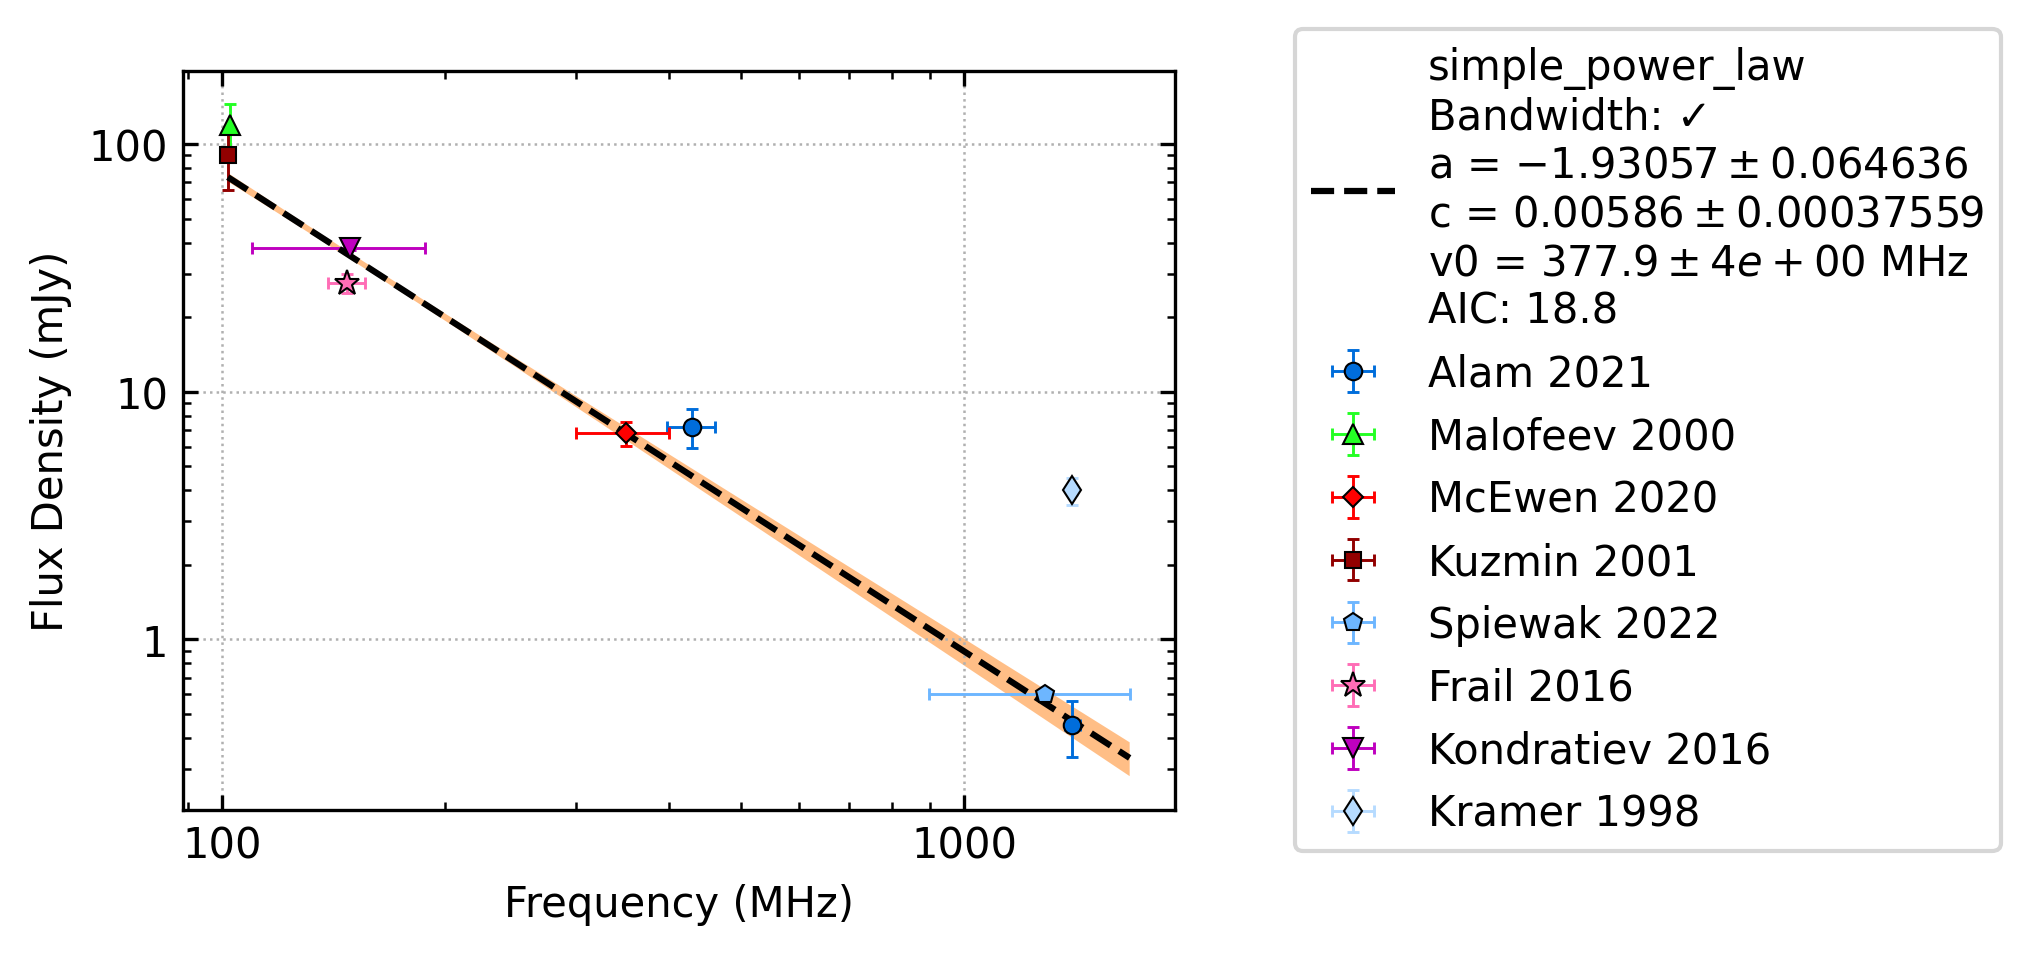 100
10
1
Flux Density (mJy)
100
1000
Frequency (MHz)
simple_power_law
Bandwidth: ✓
a = −1.93057 ± 0.064636
c = 0.00586 ± 0.00037559
v0 = 377.9 ± 4e + 00 MHz
AIC: 18.8
Alam 2021
Malofeev 2000
McEwen 2020
Kuzmin 2001
Spiewak 2022
Frail 2016
Kondratiev 2016
Kramer 1998